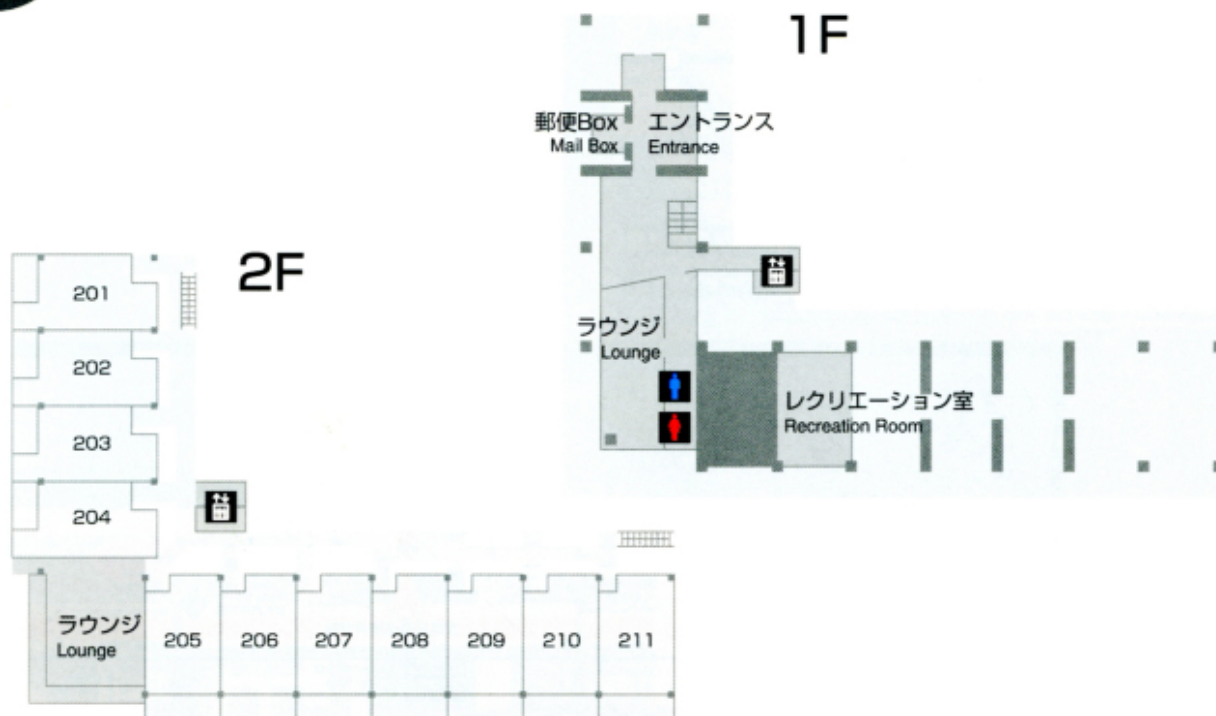 1F
郵便Box
Mail Box
エントランス
Entrance
ラウンジ
Lounge
レクリエーション室
Recreation Room
2F
201
202
203
204
ラウンジ
Lounge
205
206
207
208
209
210
211